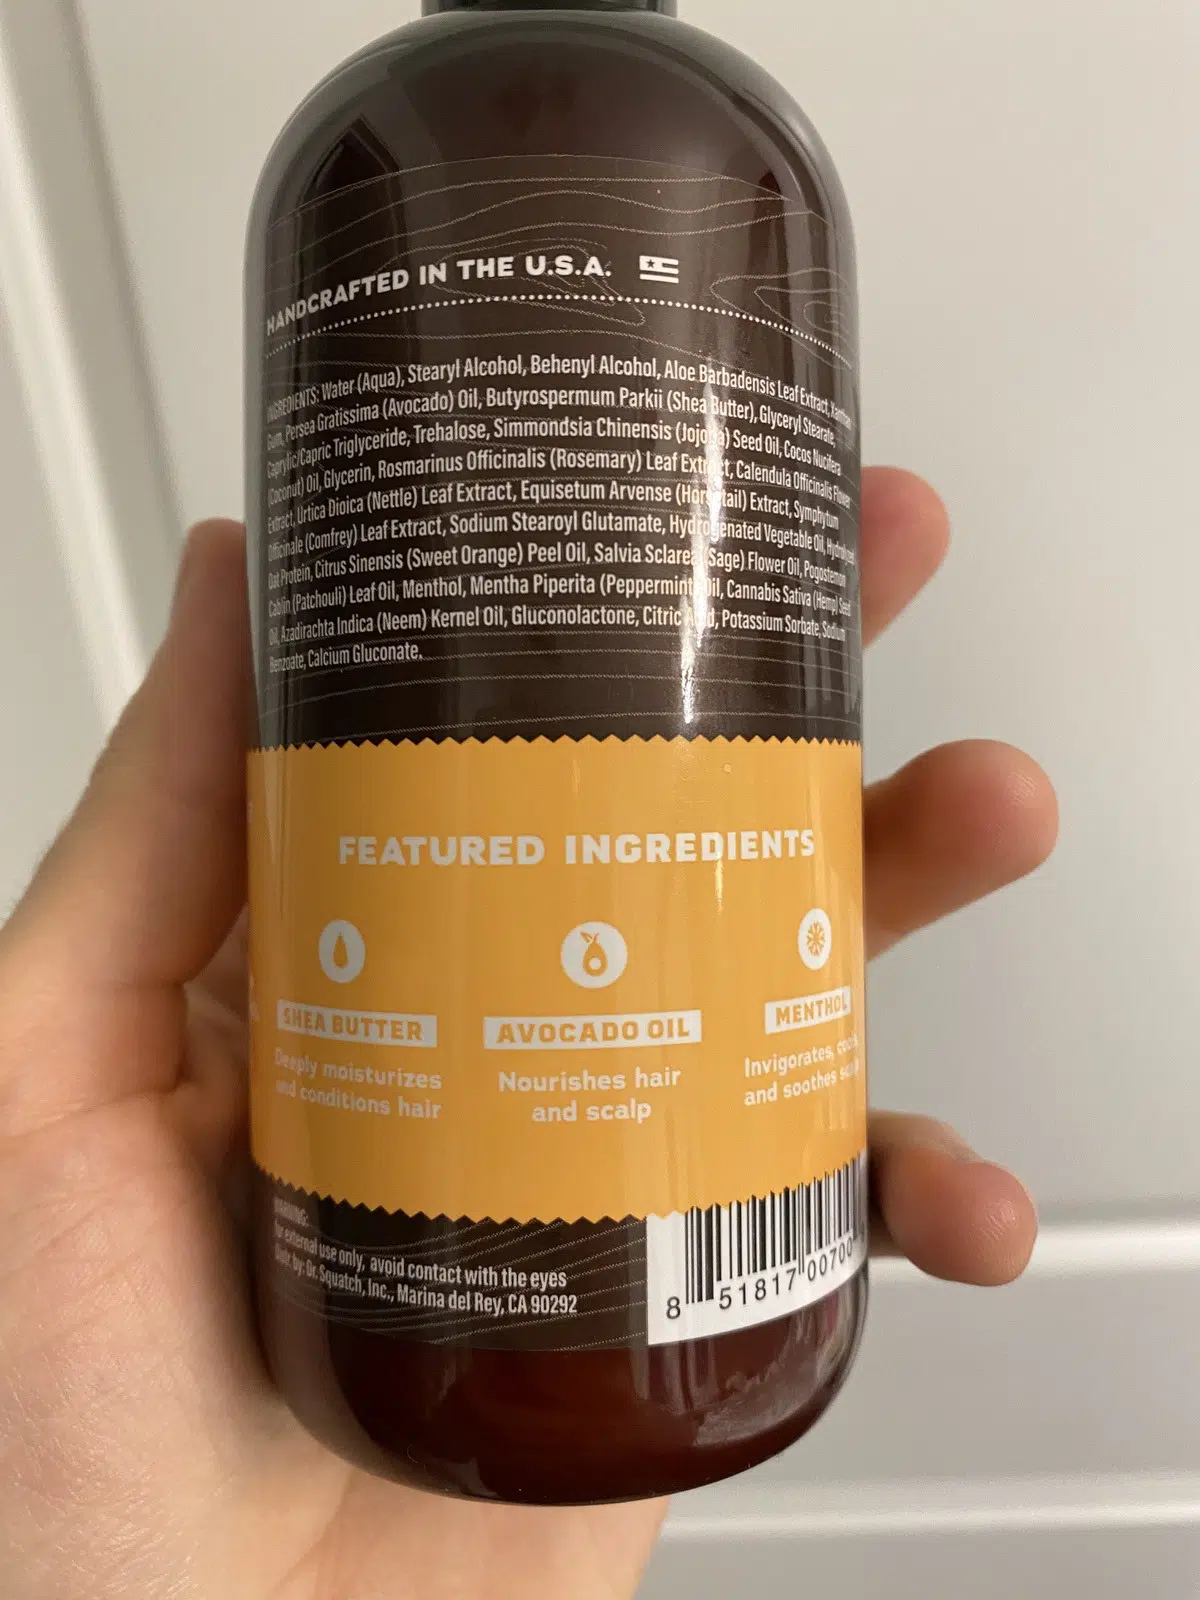 HANDCRAFTED IN THE U.S.A.
INGREDIENTS: Water (Aqua), Stearyl Alcohol, Behenyl Alcohol, Aloe Barbadensis Leaf Extract, Xanthan
Gum, Persea Gratissima (Avocado) Oil, Butyrospermum Parkii (Shea Butter), Glyceryl Stearate,
Caprylic/Capric Triglyceride, Trehalose, Simmondsia Chinensis (Jojoba) Seed Oil, Cocos Nucifera
(Coconut) Oil, Glycerin, Rosmarinus Officinalis (Rosemary) Leaf Extract, Calendula Officinalis Flower
Extract, Urtica Dioica (Nettle) Leaf Extract, Equisetum Arvense (Horsetail) Extract, Symphytum
Officinale (Comfrey) Leaf Extract, Sodium Stearoyl Glutamate, Hydrogenated Vegetable Oil, Hydrolyzed
Oat Protein, Citrus Sinensis (Sweet Orange) Peel Oil, Salvia Sclarea (Sage) Flower Oil, Pogostemon
Cablin (Patchouli) Leaf Oil, Menthol, Mentha Piperita (Peppermint) Oil, Cannabis Sativa (Hemp) Seed
Oil, Azadirachta Indica (Neem) Kernel Oil, Gluconolactone, Citric Acid, Potassium Sorbate, Sodium
Benzoate, Calcium Gluconate.
FEATURED INGREDIENTS
SHEA BUTTER
Deeply moisturizes
and conditions hair
AVOCADO OIL
Nourishes hair
and scalp
MENTHOL
Invigorates, cools
and soothes scalp
WARNING:
for external use only, avoid contact with the eyes
Distr by: Dr. Squatch, Inc., Marina del Rey, CA 90292
8 51817 00700